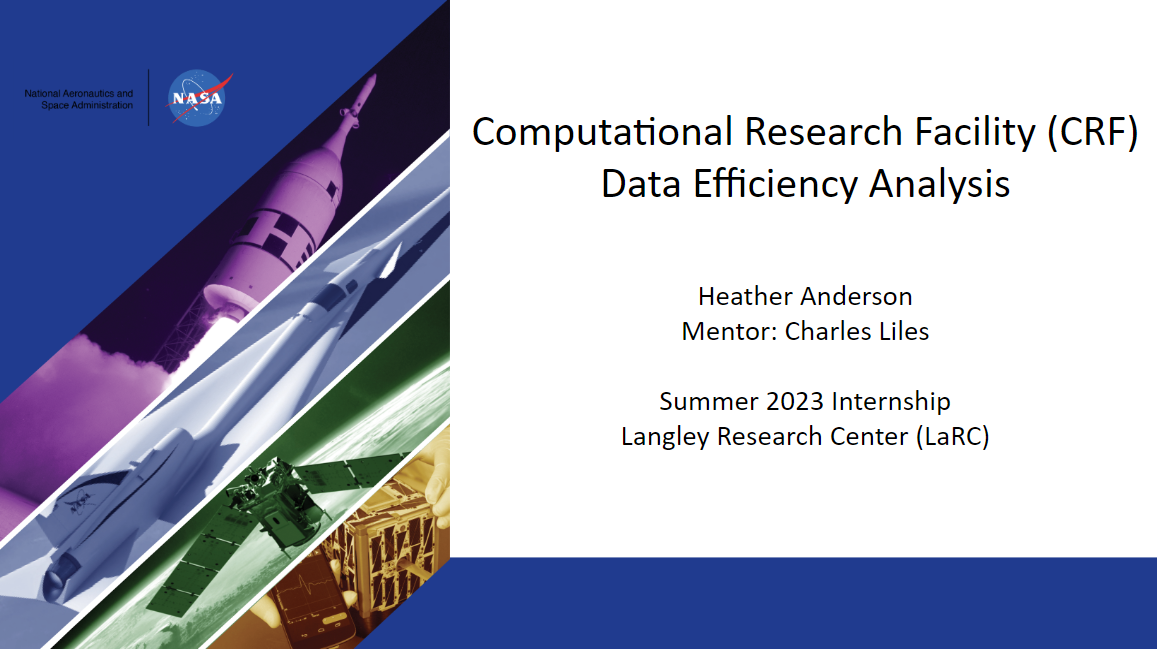 National Aeronautics and
Space Administration
NASA
Computational Research Facility (CRF)
Data Efficiency Analysis
Heather Anderson
Mentor: Charles Liles
Summer 2023 Internship
Langley Research Center (LaRC)
NASA